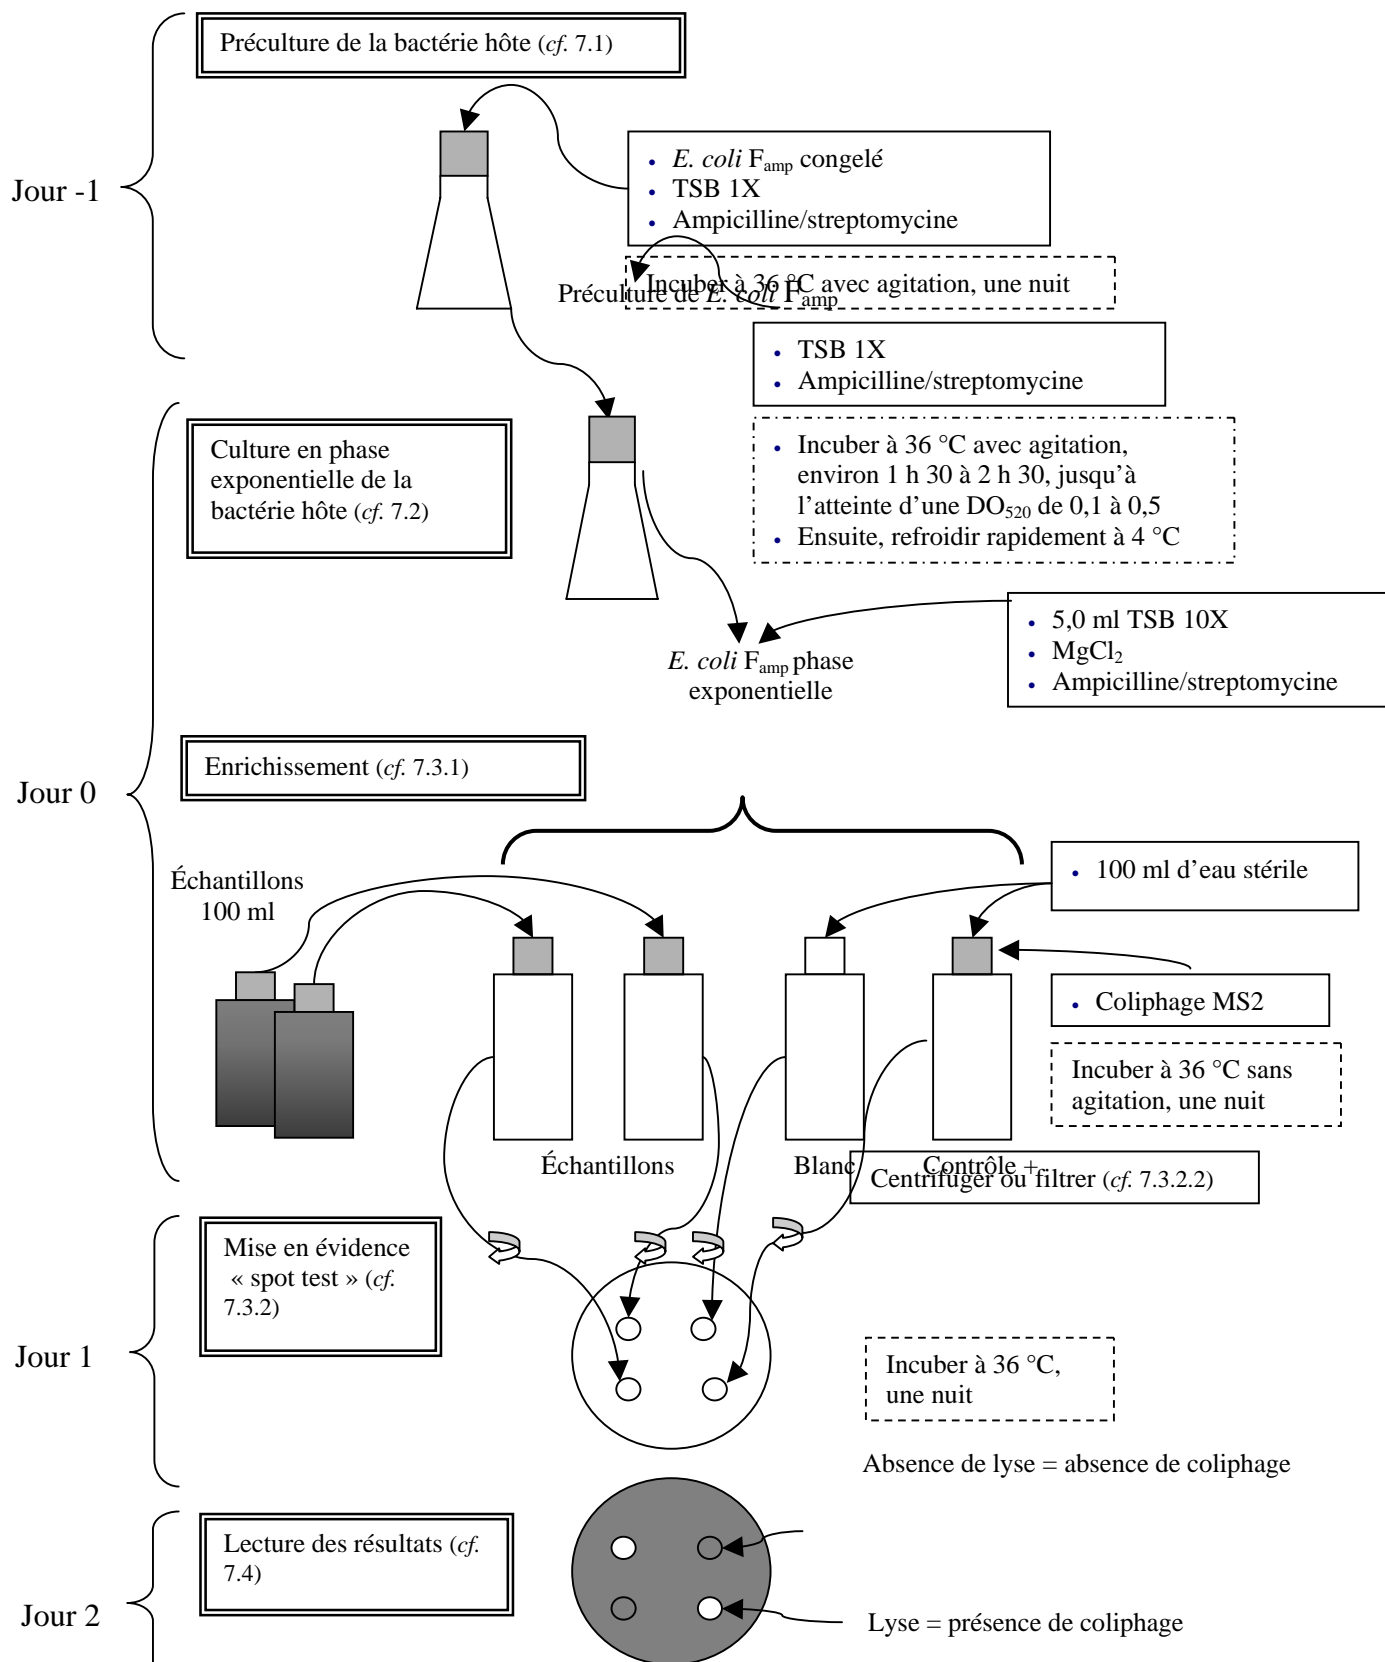 Préculture de la bactérie hôte (cf. 7.1)
Jour -1
• E. coli Famp congelé
• TSB 1X
• Ampicilline/streptomycine
Incuber à 36 °C avec agitation, une nuit
Préculture de E. coli Famp
• TSB 1X
• Ampicilline/streptomycine
Culture en phase
exponentielle de la
bactérie hôte (cf. 7.2)
• Incuber à 36 °C avec agitation,
environ 1 h 30 à 2 h 30, jusqu’à
l’atteinte d’une DO520 de 0,1 à 0,5
• Ensuite, refroidir rapidement à 4 °C
• 5,0 ml TSB 10X
• MgCl2
• Ampicilline/streptomycine
E. coli Famp phase
exponentielle
Jour 0
Enrichissement (cf. 7.3.1)
Échantillons
100 ml
• 100 ml d’eau stérile
• Coliphage MS2
Incuber à 36 °C sans
agitation, une nuit
Échantillons
Blanc
Contrôle +
Centrifuger ou filtrer (cf. 7.3.2.2)
Jour 1
Mise en évidence
« spot test » (cf.
7.3.2)
Incuber à 36 °C,
une nuit
Absence de lyse = absence de coliphage
Jour 2
Lecture des résultats (cf.
7.4)
Lyse = présence de coliphage